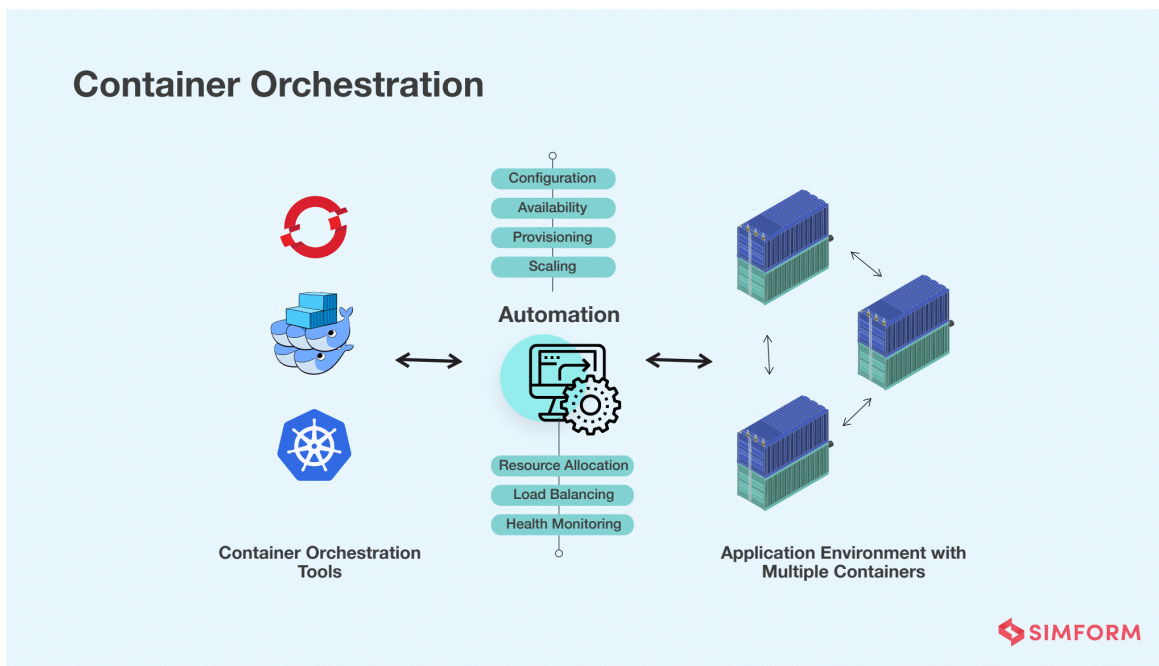 Container Orchestration
Configuration
Availability
Provisioning
Scaling
Automation
Resource Allocation
Load Balancing
Health Monitoring
Container Orchestration
Tools
Application Environment with
Multiple Containers
SIMFORM